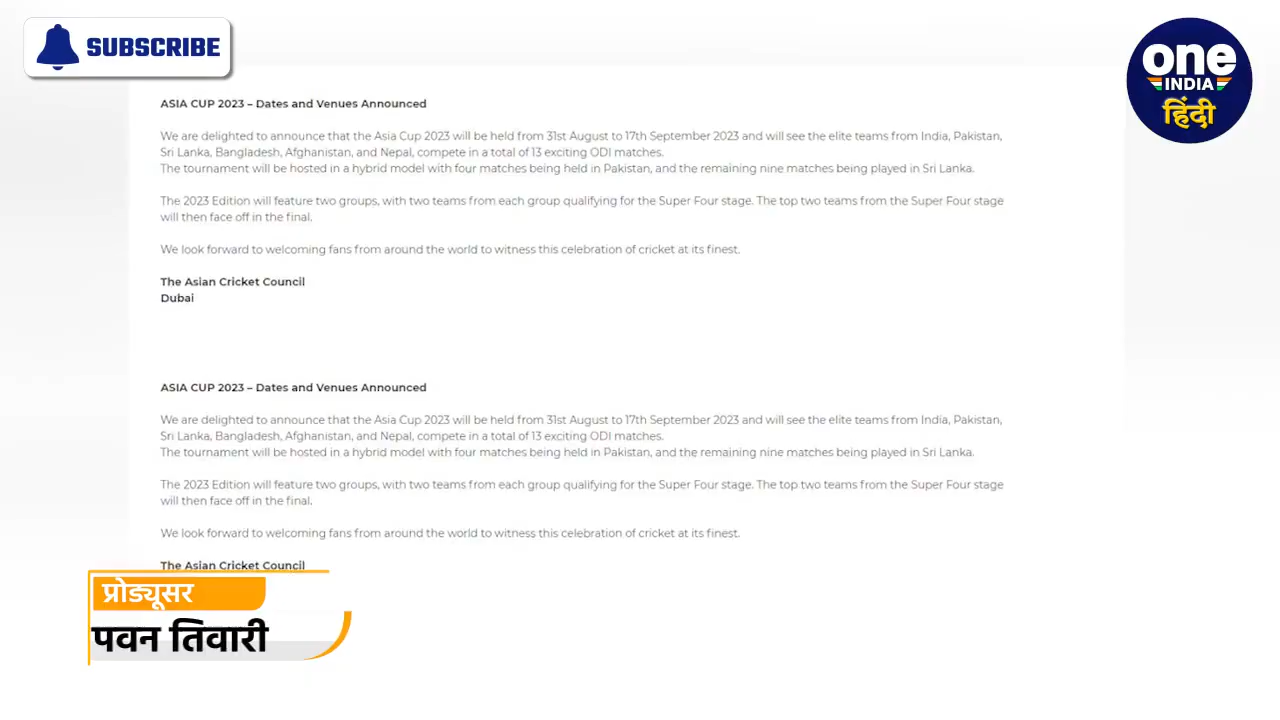 SUBSCRIBE
one
INDIA
हिंदी
ASIA CUP 2023 – Dates and Venues Announced
We are delighted to announce that the Asia Cup 2023 will be held from 31st August to 17th September 2023 and will see the elite teams from India, Pakistan,
Sri Lanka, Bangladesh, Afghanistan, and Nepal, compete in a total of 13 exciting ODI matches.
The tournament will be hosted in a hybrid model with four matches being held in Pakistan, and the remaining nine matches being played in Sri Lanka.
The 2023 Edition will feature two groups, with two teams from each group qualifying for the Super Four stage. The top two teams from the Super Four stage
will then face off in the final.
We look forward to welcoming fans from around the world to witness this celebration of cricket at its finest.
The Asian Cricket Council
Dubai
ASIA CUP 2023 – Dates and Venues Announced
We are delighted to announce that the Asia Cup 2023 will be held from 31st August to 17th September 2023 and will see the elite teams from India, Pakistan,
Sri Lanka, Bangladesh, Afghanistan, and Nepal, compete in a total of 13 exciting ODI matches.
The tournament will be hosted in a hybrid model with four matches being held in Pakistan, and the remaining nine matches being played in Sri Lanka.
The 2023 Edition will feature two groups, with two teams from each group qualifying for the Super Four stage. The top two teams from the Super Four stage
will then face off in the final.
We look forward to welcoming fans from around the world to witness this celebration of cricket at its finest.
The Asian Cricket Council
प्रोड्यूसर
पवन तिवारी